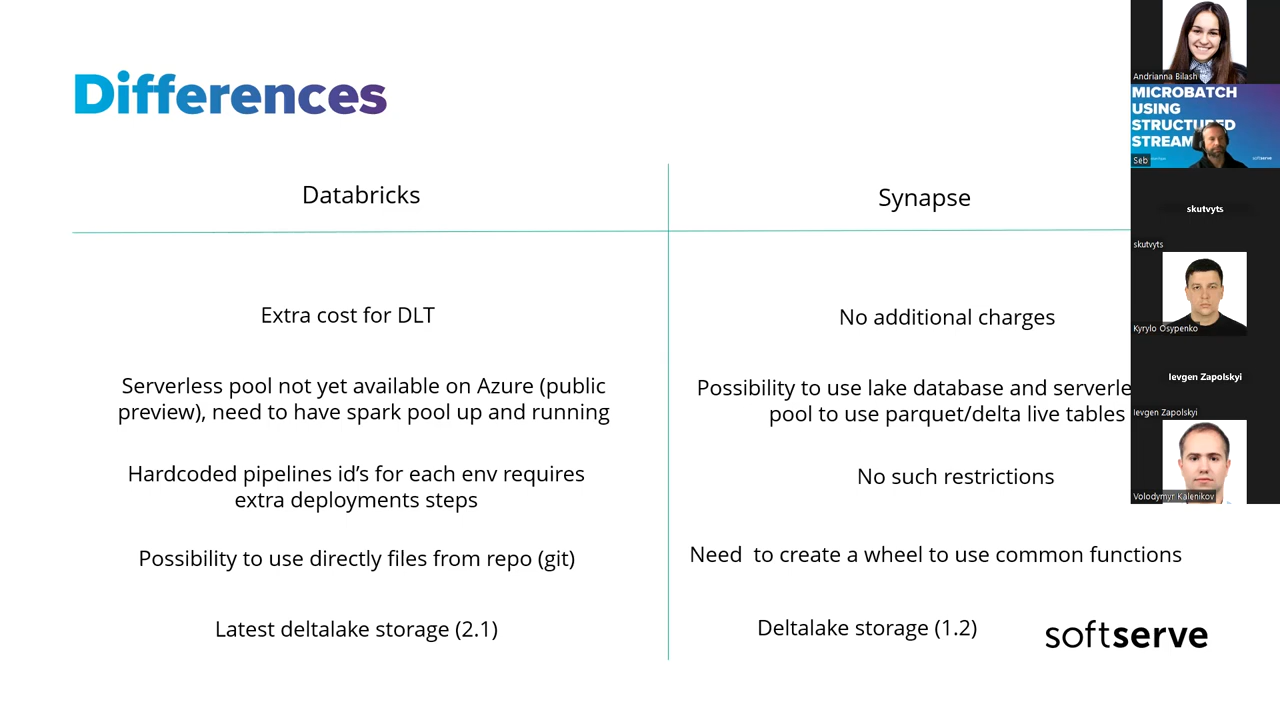 Differences
Databricks
Synapse
Extra cost for DLT
No additional charges
Serverless pool not yet available on Azure (public
preview), need to have spark pool up and running
Possibility to use lake database and
pool to use parquet/delta live tables
Hardcoded pipelines id’s for each env requires
extra deployments steps
No such restrictions
Possibility to use directly files from repo (git)
Need  to create a wheel to use common functions
Latest deltalake storage (2.1)
Deltalake storage (1.2)
softserve
Andrianna Bilash
MICROBATCH
USING
STRUCTURED
STREAM
softserve
Seb
skutvyts
skutvyts
Kyrylo Osypenko
Ievgen Zapolskyi
Ievgen Zapolskyi
Volodymyr Kalenikov